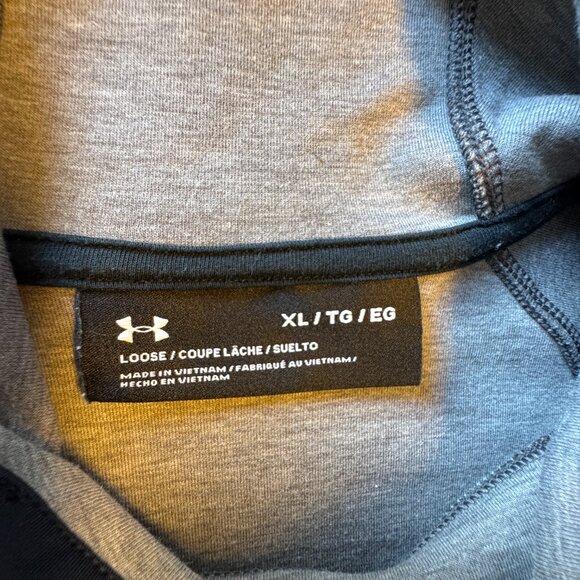 XL / TG / EG
LOOSE / COUPE LÂCHE / SUELTO
MADE IN VIETNAM / FABRIQUÉ AU VIETNAM /
HECHO EN VIETNAM